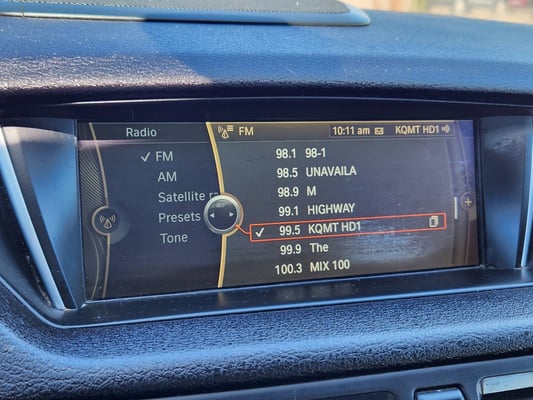 Radio
FM
AM
Satellite
Presets
Tone
FM
10:11 am
KQMT HD1
98.1 98-1
98.5 UNAVAILA
98.9 M
99.1 HIGHWAY
99.5 KQMT HD1
99.9 The
100.3 MIX 100